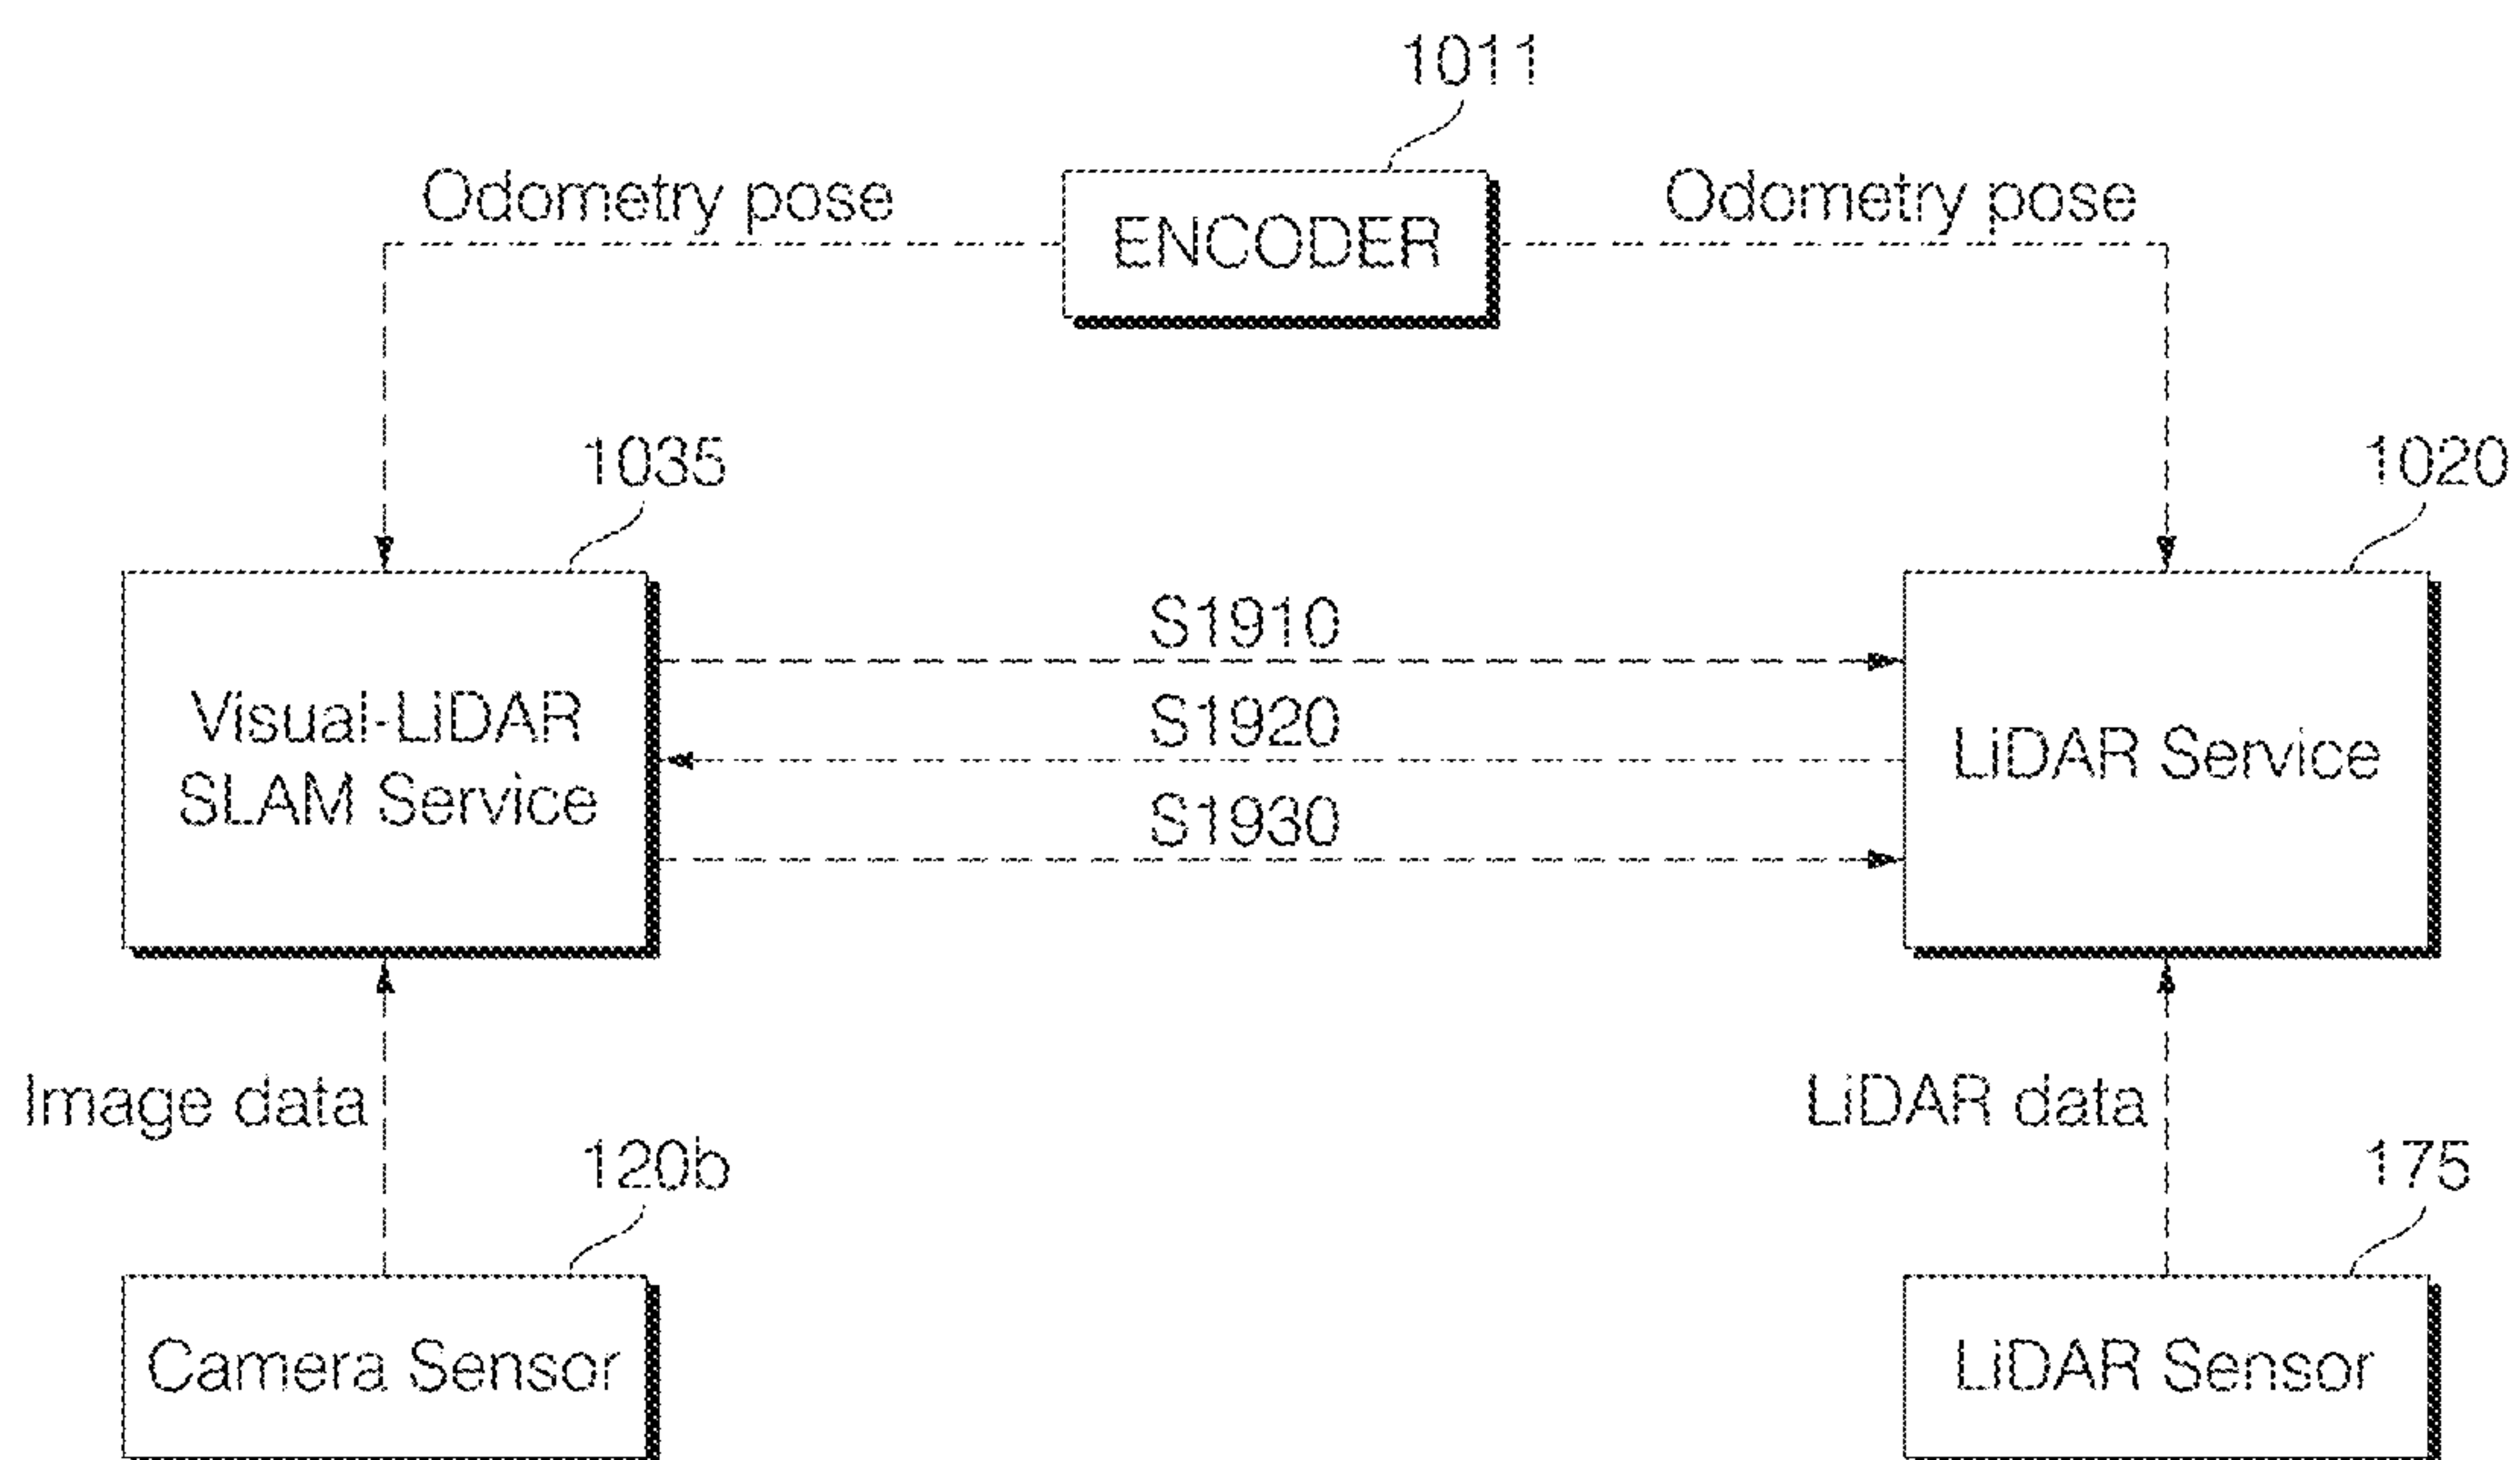 1011
Odometry pose
ENCODER
Odometry pose
1035
1020
S1910
Visual-LiDAR
SLAM Service
S1920
LiDAR Service
S1930
Image data
LiDAR data
120b
175
Camera Sensor
LiDAR Sensor